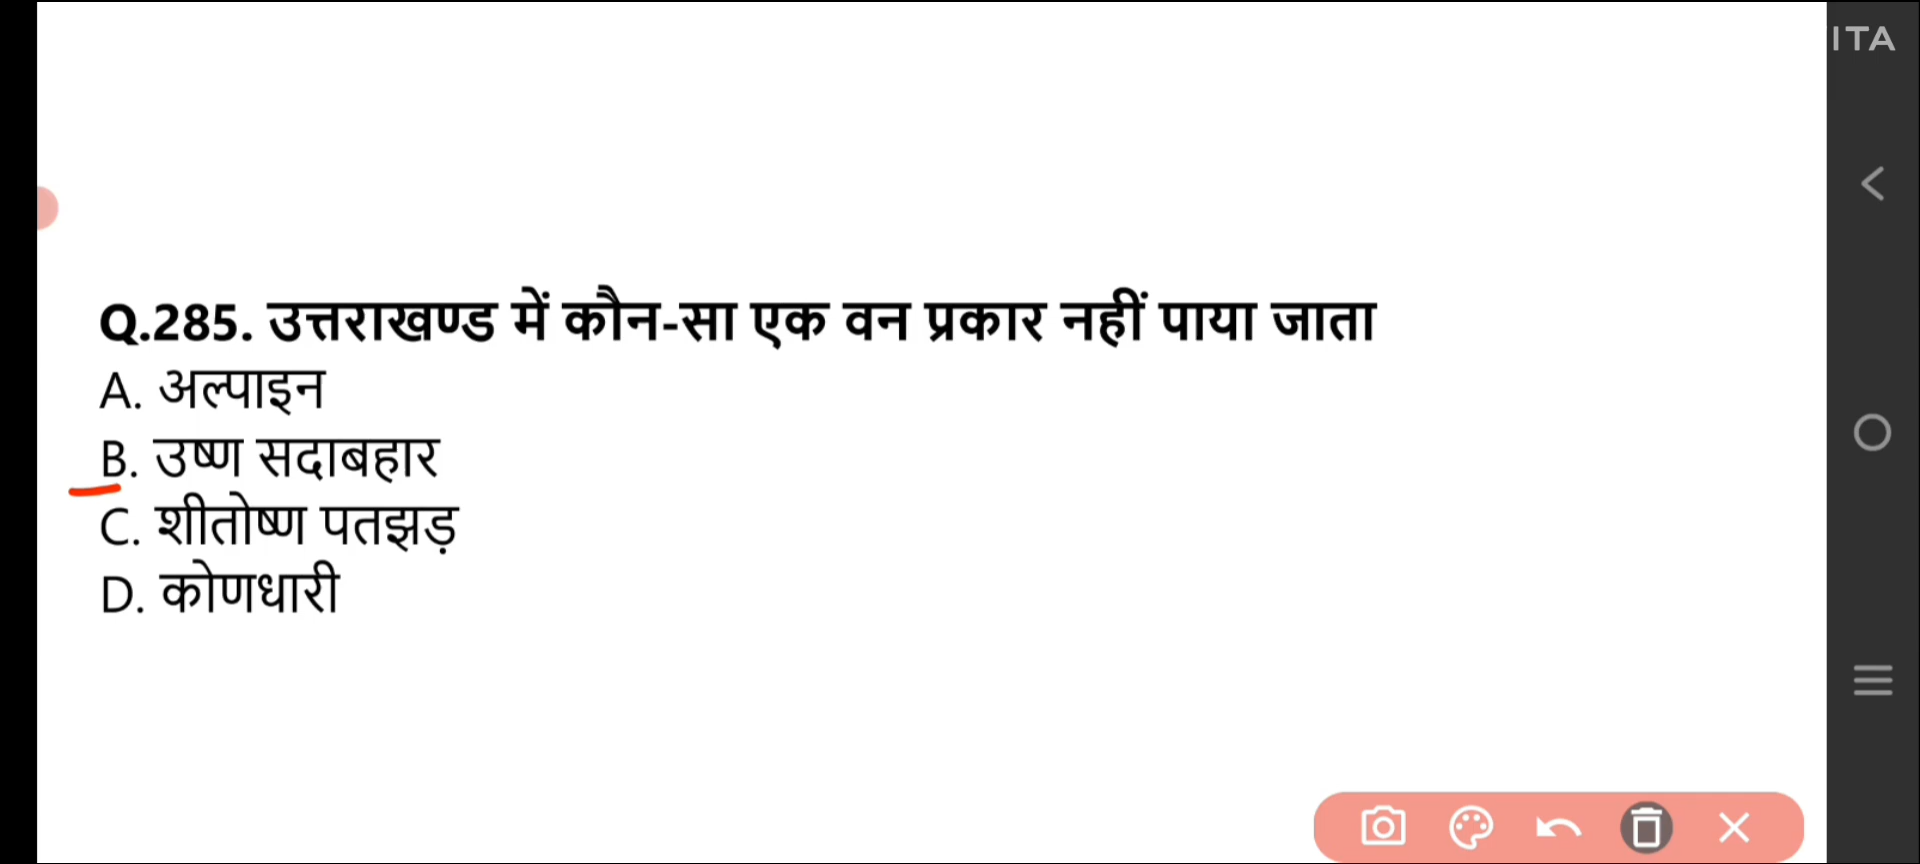 ITA
Q.285. उत्तराखण्ड में कौन-सा एक वन प्रकार नहीं पाया जाता
A. अल्पाइन
B. उष्ण सदाबहार
C. शीतोष्ण पतझड़
D. कोणधारी